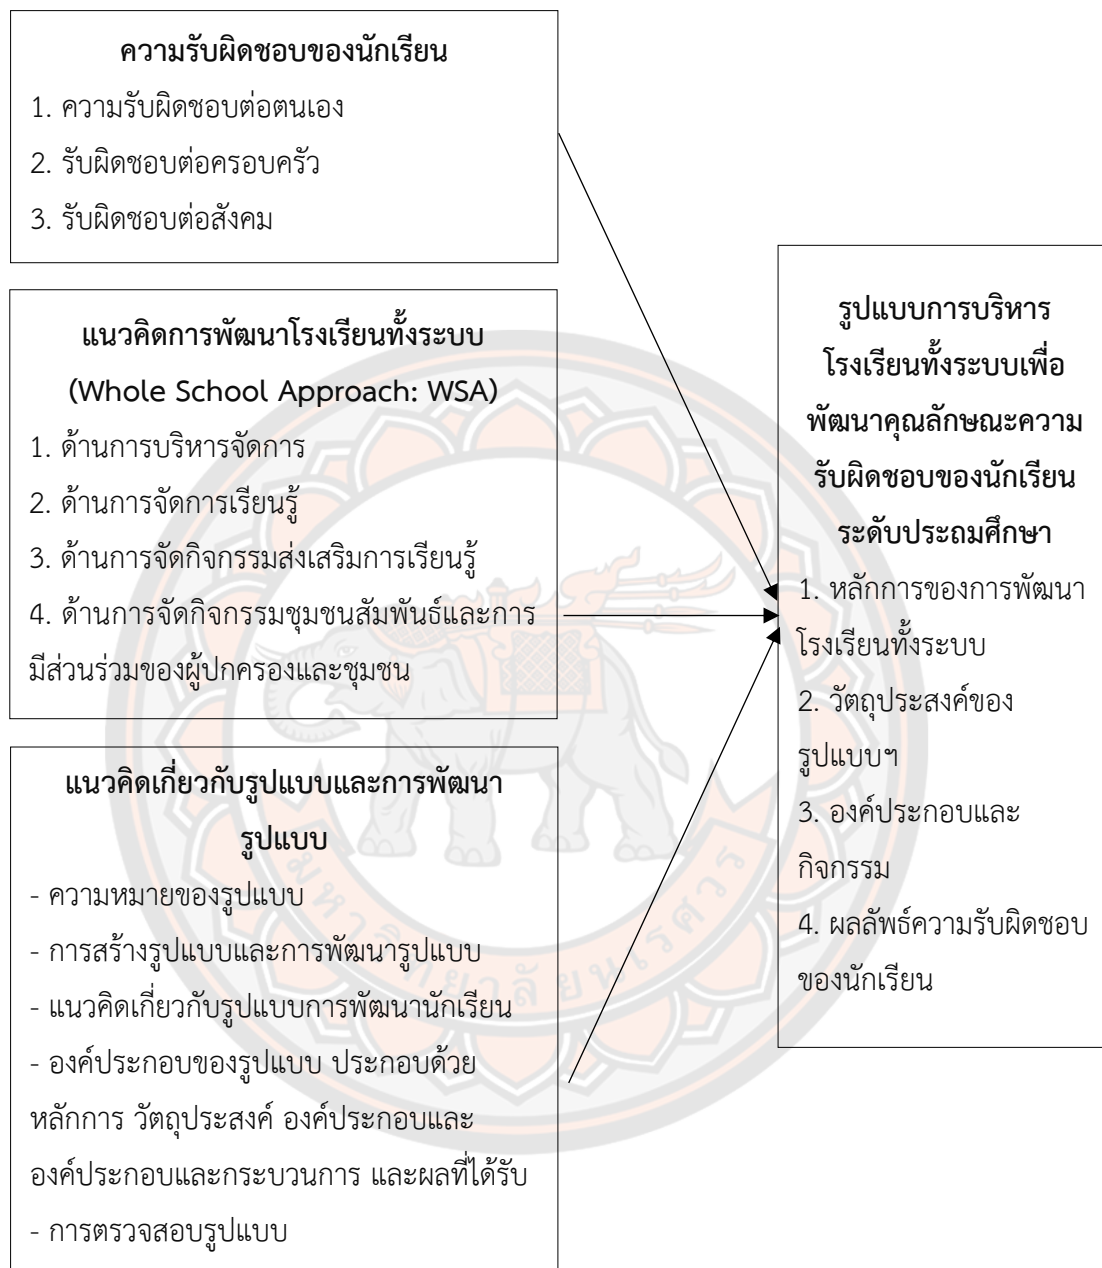 ความรับผิดชอบของนักเรียน
1. ความรับผิดชอบต่อตนเอง
2. รับผิดชอบต่อครอบครัว
3. รับผิดชอบต่อสังคม
แนวคิดการพัฒนาโรงเรียนทั้งระบบ
(Whole School Approach: WSA)
1. ด้านการบริหารจัดการ
2. ด้านการจัดการเรียนรู้
3. ด้านการจัดกิจกรรมส่งเสริมการเรียนรู้
4. ด้านการจัดกิจกรรมชุมชนสัมพันธ์และการ
มีส่วนร่วมของผู้ปกครองและชุมชน
แนวคิดเกี่ยวกับรูปแบบและการพัฒนา
รูปแบบ
- ความหมายของรูปแบบ
- การสร้างรูปแบบและการพัฒนารูปแบบ
- แนวคิดเกี่ยวกับรูปแบบการพัฒนานักเรียน
- องค์ประกอบของรูปแบบ ประกอบด้วย
หลักการ วัตถุประสงค์ องค์ประกอบและ
องค์ประกอบและกระบวนการ และผลที่ได้รับ
- การตรวจสอบรูปแบบ
รูปแบบการบริหาร
โรงเรียนทั้งระบบเพื่อ
พัฒนาคุณลักษณะความ
รับผิดชอบของนักเรียน
ระดับประถมศึกษา
1. หลักการของการพัฒนา
โรงเรียนทั้งระบบ
2. วัตถุประสงค์ของ
รูปแบบฯ
3. องค์ประกอบและ
กิจกรรม
4. ผลลัพธ์ความรับผิดชอบ
ของนักเรียน
มหาวิทยาลัยนเรศวร